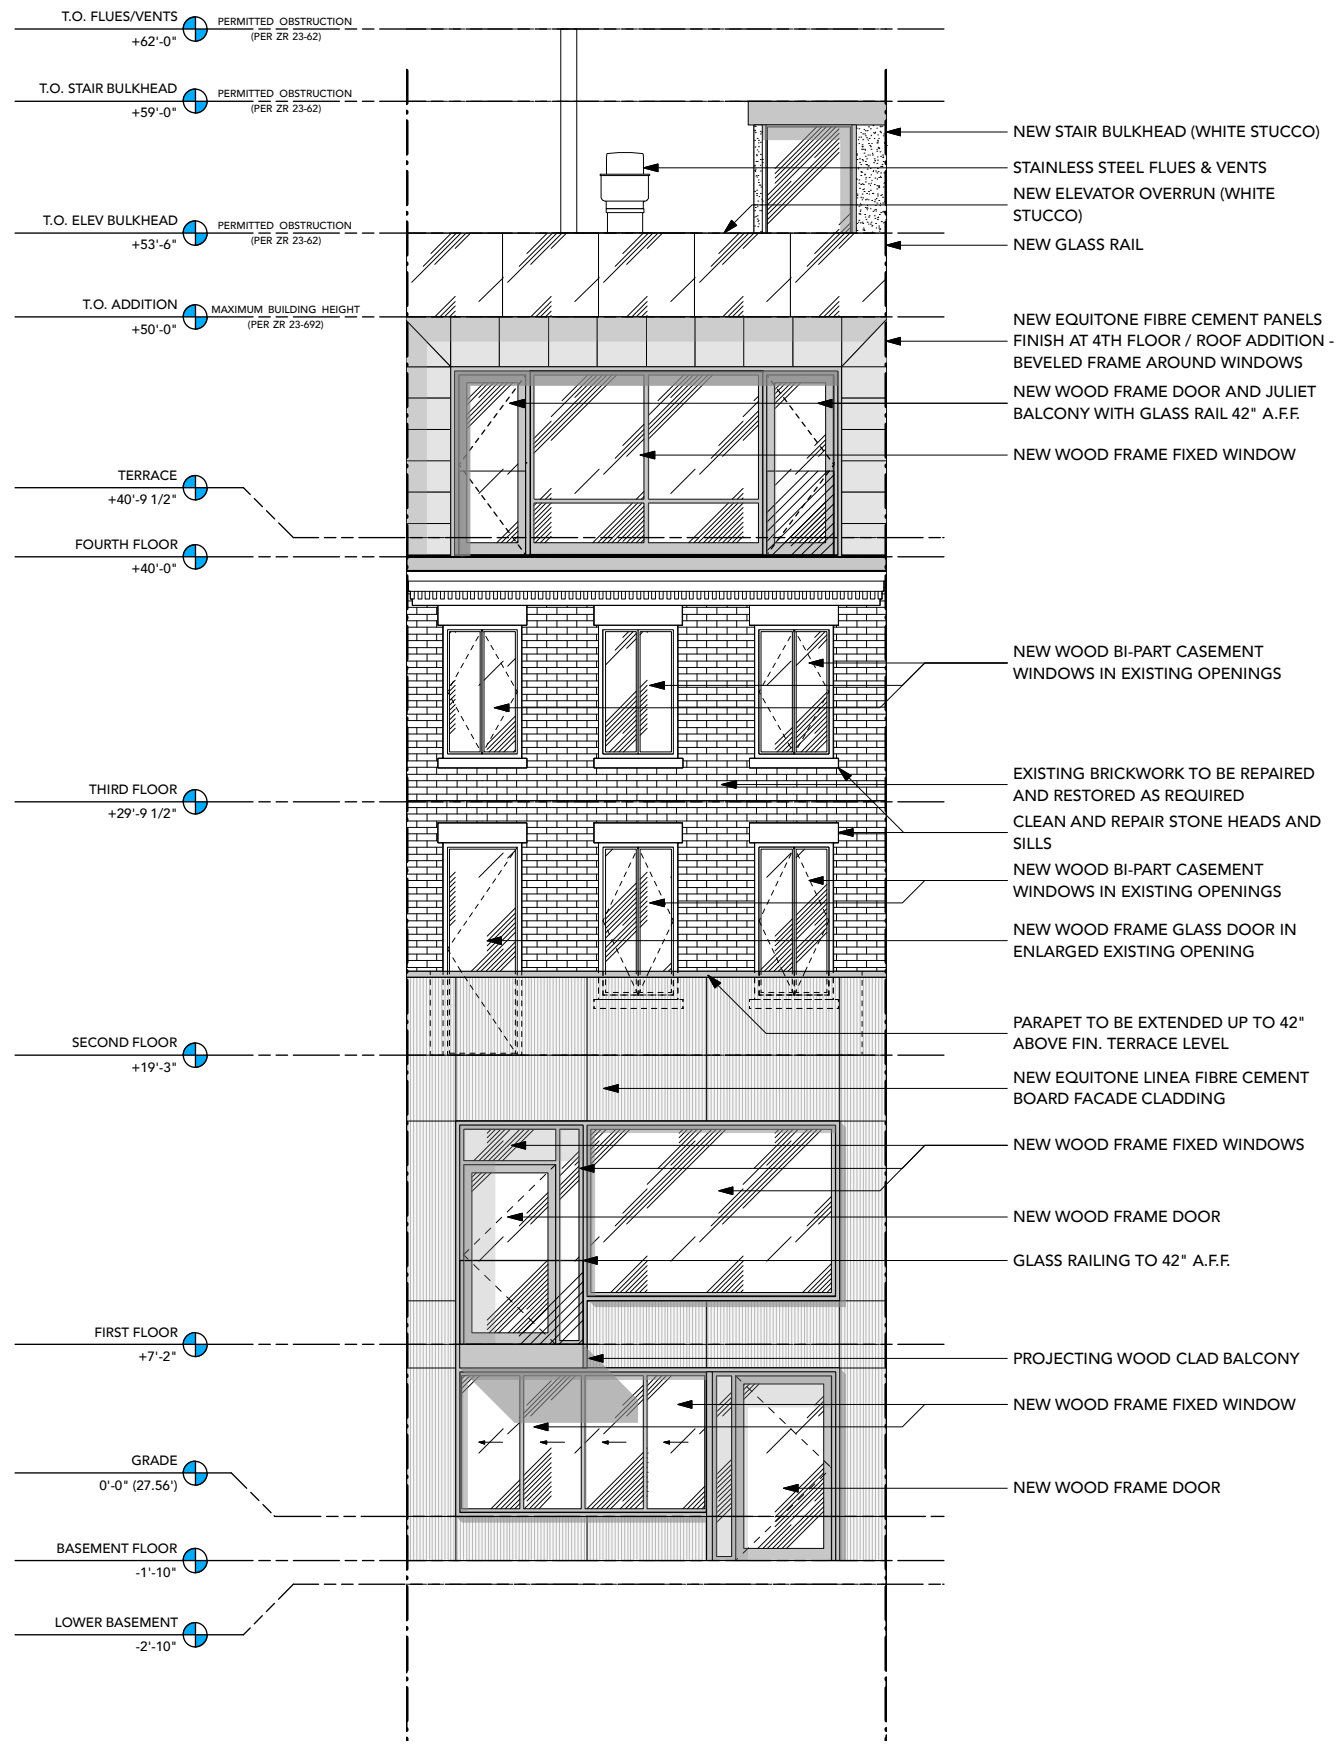 T.O. FLUES/VENTS
+62'-0"
PERMITTED OBSTRUCTION
(PER ZR 23-62)
T.O. STAIR BULKHEAD
+59'-0"
PERMITTED OBSTRUCTION
(PER ZR 23-62)
T.O. ELEV BULKHEAD
+53'-6"
PERMITTED OBSTRUCTION
(PER ZR 23-62)
T.O. ADDITION
+50'-0"
MAXIMUM BUILDING HEIGHT
(PER ZR 23-692)
TERRACE
+40'-9 1/2"
FOURTH FLOOR
+40'-0"
THIRD FLOOR
+29'-9 1/2"
SECOND FLOOR
+19'-3"
FIRST FLOOR
+7'-2"
GRADE
0'-0" (27.56')
BASEMENT FLOOR
-1'-10"
LOWER BASEMENT
-2'-10"
NEW STAIR BULKHEAD (WHITE STUCCO)
STAINLESS STEEL FLUES & VENTS
NEW ELEVATOR OVERRUN (WHITE
STUCCO)
NEW GLASS RAIL
NEW EQUITONE FIBRE CEMENT PANELS
FINISH AT 4TH FLOOR / ROOF ADDITION -
BEVELED FRAME AROUND WINDOWS
NEW WOOD FRAME DOOR AND JULIET
BALCONY WITH GLASS RAIL 42" A.F.F.
NEW WOOD FRAME FIXED WINDOW
NEW WOOD BI-PART CASEMENT
WINDOWS IN EXISTING OPENINGS
EXISTING BRICKWORK TO BE REPAIRED
AND RESTORED AS REQUIRED
CLEAN AND REPAIR STONE HEADS AND
SILLS
NEW WOOD BI-PART CASEMENT
WINDOWS IN EXISTING OPENINGS
NEW WOOD FRAME GLASS DOOR IN
ENLARGED EXISTING OPENING
PARAPET TO BE EXTENDED UP TO 42"
ABOVE FIN. TERRACE LEVEL
NEW EQUITONE LINEA FIBRE CEMENT
BOARD FACADE CLADDING
NEW WOOD FRAME FIXED WINDOWS
NEW WOOD FRAME DOOR
GLASS RAILING TO 42" A.F.F.
PROJECTING WOOD CLAD BALCONY
NEW WOOD FRAME FIXED WINDOW
NEW WOOD FRAME DOOR